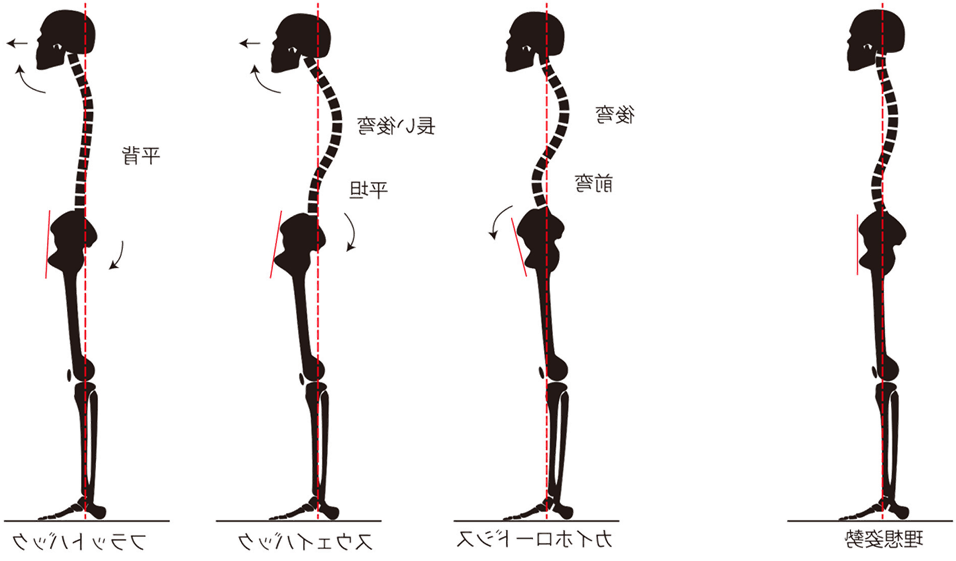 平背
長い後弯
平坦
後弯
前弯
フラットバック
スウェイバック
カイホロードシス
理想姿勢